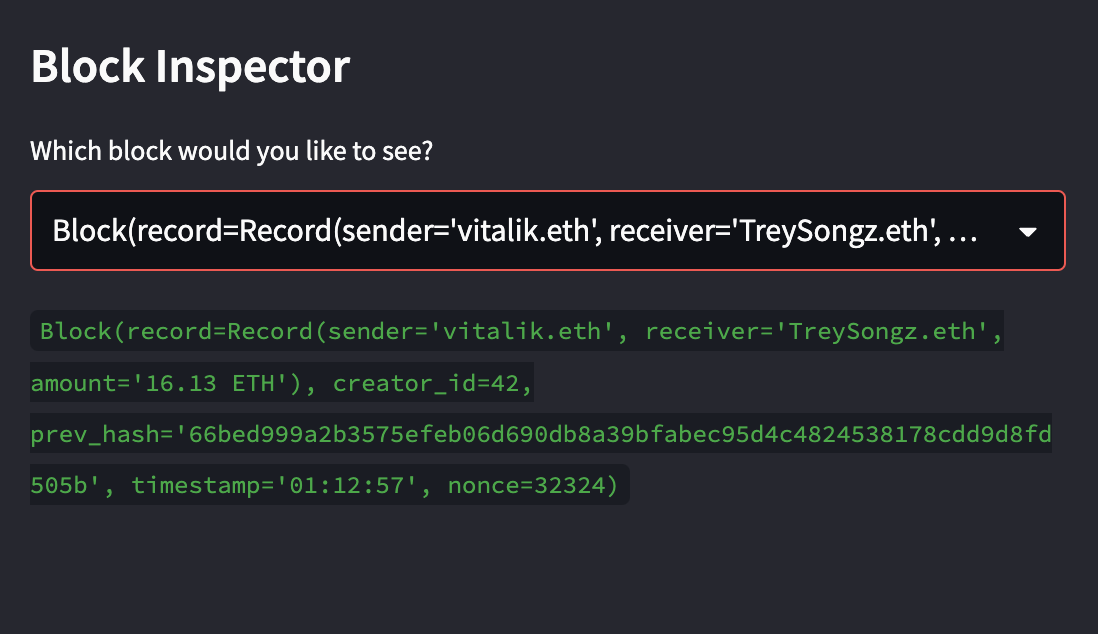 Block Inspector
Which block would you like to see?
Block(record=Record(sender='vitalik.eth', receiver='TreySongz.eth', …
Block(record=Record(sender='vitalik.eth', receiver='TreySongz.eth',
amount='16.13 ETH'), creator_id=42,
prev_hash='66bed999a2b3575efeb06d690db8a39bfabec95d4c4824538178cdd9d8fd
505b', timestamp='01:12:57', nonce=32324)